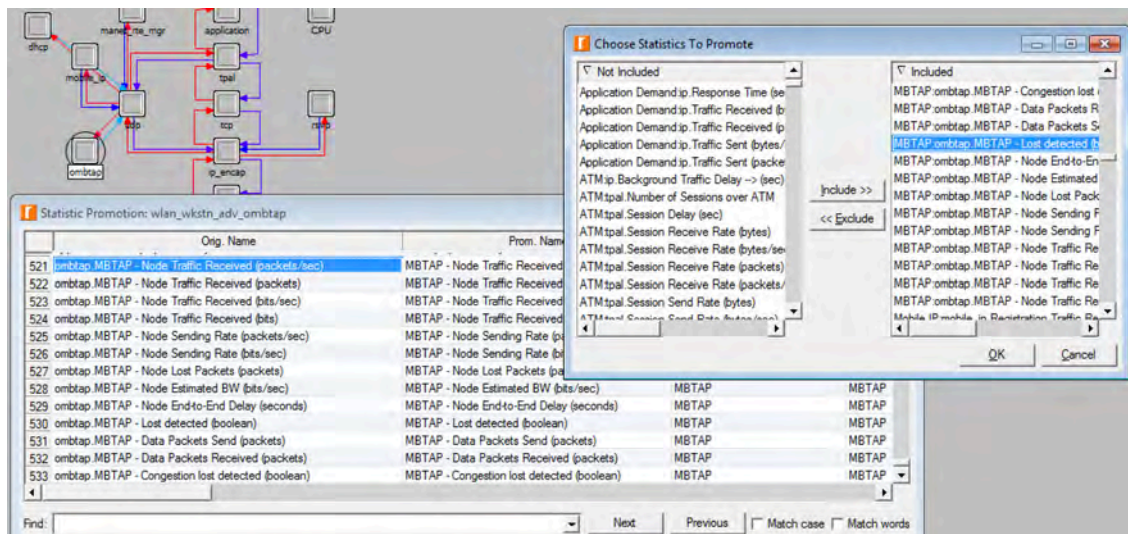 manet_rte_mgr
application
CPU
dhcp
mobile_ip
tpal
tcp
ombtap
ip_encap
Choose Statistics To Promote
Not Included
Application Demand:ip.Response Time (se
Application Demand:ip.Traffic Received (b
Application Demand:ip.Traffic Received (p
Application Demand:ip.Traffic Sent (bytes/
Application Demand:ip.Traffic Sent (packe
ATM:ip.Background Traffic Delay --> (sec)
ATM:tpal.Number of Sessions over ATM
ATM:tpal.Session Delay (sec)
ATM:tpal.Session Receive Rate (bytes)
ATM:tpal.Session Receive Rate (bytes/sec
ATM:tpal.Session Receive Rate (packets)
ATM:tpal.Session Receive Rate (packets/
ATM:tpal.Session Send Rate (bytes)
ATM:tpal.Session Send Rate (bytes/sec)
Include >>
<< Exclude
Included
MBTAP:ombtap.MBTAP - Congestion lost
MBTAP:ombtap.MBTAP - Data Packets R
MBTAP:ombtap.MBTAP - Data Packets S
MBTAP:ombtap.MBTAP - Lost detected (b
MBTAP:ombtap.MBTAP - Node End-to-En
MBTAP:ombtap.MBTAP - Node Estimated
MBTAP:ombtap.MBTAP - Node Lost Pack
MBTAP:ombtap.MBTAP - Node Sending R
MBTAP:ombtap.MBTAP - Node Sending R
MBTAP:ombtap.MBTAP - Node Traffic Re
MBTAP:ombtap.MBTAP - Node Traffic Re
MBTAP:ombtap.MBTAP - Node Traffic Re
MBTAP:ombtap.MBTAP - Node Traffic Re
Mobile IP:mobile_ip.Registration Traffic Re
OK Cancel
Statistic Promotion: wlan_wkstn_adv_ombtap
Orig. Name Prom. Name
521 ombtap.MBTAP - Node Traffic Received (packets/sec) MBTAP - Node Traffic Received
522 ombtap.MBTAP - Node Traffic Received (packets) MBTAP - Node Traffic Received
523 ombtap.MBTAP - Node Traffic Received (bits/sec) MBTAP - Node Traffic Received
524 ombtap.MBTAP - Node Traffic Received (bits) MBTAP - Node Traffic Received
525 ombtap.MBTAP - Node Sending Rate (packets/sec) MBTAP - Node Sending Rate (pa
526 ombtap.MBTAP - Node Sending Rate (bits/sec) MBTAP - Node Sending Rate (bit
527 ombtap.MBTAP - Node Lost Packets (packets) MBTAP - Node Lost Packets (pa
528 ombtap.MBTAP - Node Estimated BW (bits/sec) MBTAP - Node Estimated BW (bits/sec) MBTAP MBTAP
529 ombtap.MBTAP - Node End-to-End Delay (seconds) MBTAP - Node End-to-End Delay (seconds) MBTAP MBTAP
530 ombtap.MBTAP - Lost detected (boolean) MBTAP - Lost detected (boolean) MBTAP MBTAP
531 ombtap.MBTAP - Data Packets Send (packets) MBTAP - Data Packets Send (packets) MBTAP MBTAP
532 ombtap.MBTAP - Data Packets Received (packets) MBTAP - Data Packets Received (packets) MBTAP MBTAP
533 ombtap.MBTAP - Congestion lost detected (boolean) MBTAP - Congestion lost detected (boolean) MBTAP MBTAP
Find: Next Previous Match case Match words